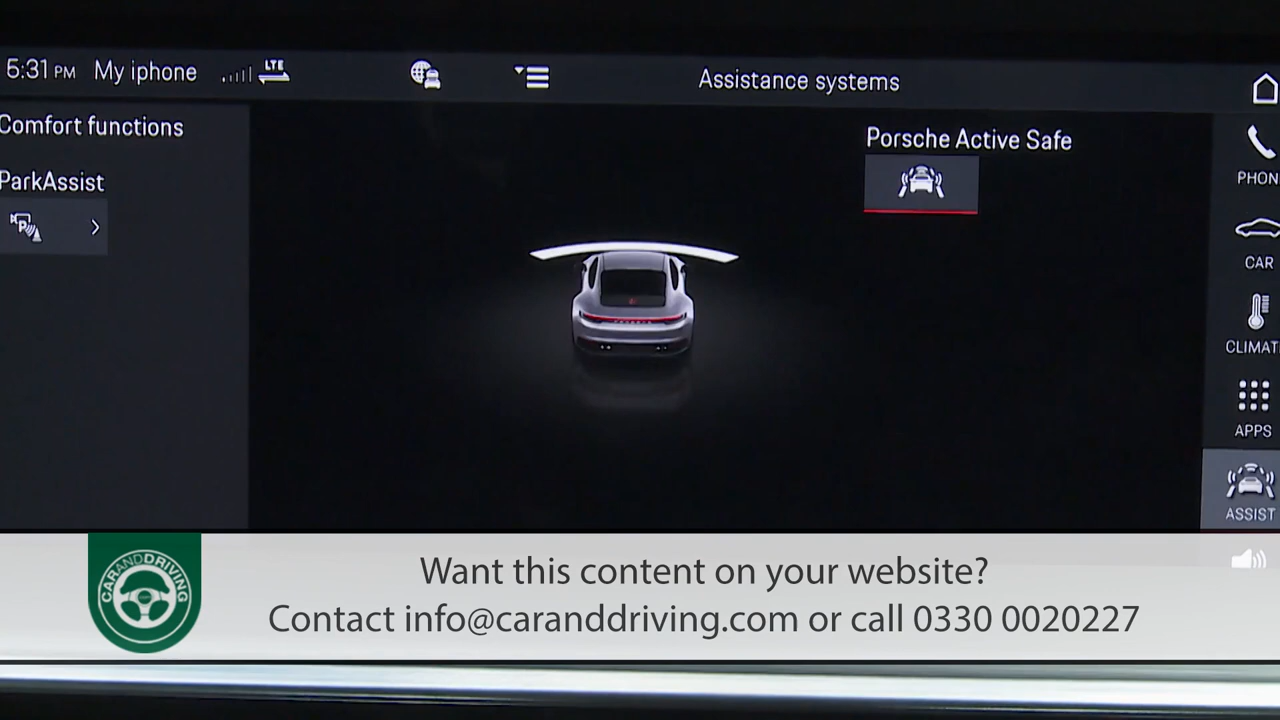 5:31 PM My iphone LTE Assistance systems
Comfort functions
Porsche Active Safe
ParkAssist
PHON
CAR
CLIMAT
APPS
ASSIST
CARANDDRIVING
Want this content on your website?
Contact info@caranddriving.com or call 0330 0020227